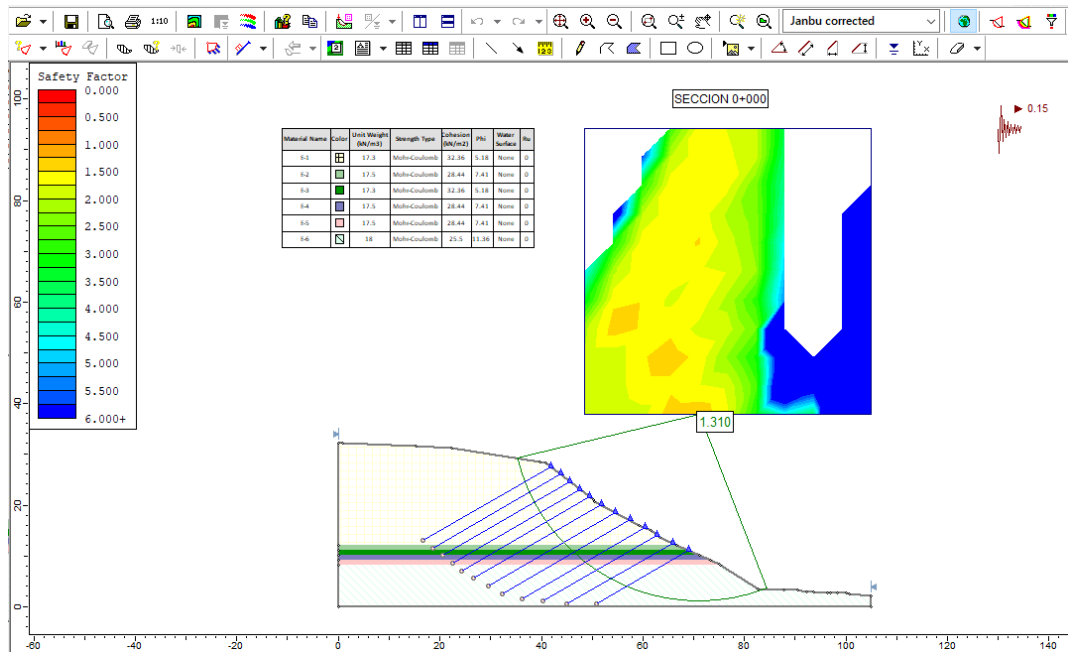 1:10
Janbu corrected
Safety Factor
0.000
0.500
1.000
1.500
2.000
2.500
3.000
3.500
4.000
4.500
5.000
5.500
6.000+
SECCION 0+000
0.15
Material Name Color Unit Weight (kN/m3) Strength Type Cohesion (kN/m2) Phi Water Surface Ru
E-1 17.3 Mohr-Coulomb 32.36 5.18 None 0
E-2 17.5 Mohr-Coulomb 28.44 7.41 None 0
E-3 17.3 Mohr-Coulomb 32.36 5.18 None 0
E-4 17.5 Mohr-Coulomb 28.44 7.41 None 0
E-5 17.5 Mohr-Coulomb 28.44 7.41 None 0
E-6 18 Mohr-Coulomb 25.5 11.36 None 0
1.310
100
80
60
40
20
0
-60 -40 -20 0 20 40 60 80 100 120 140